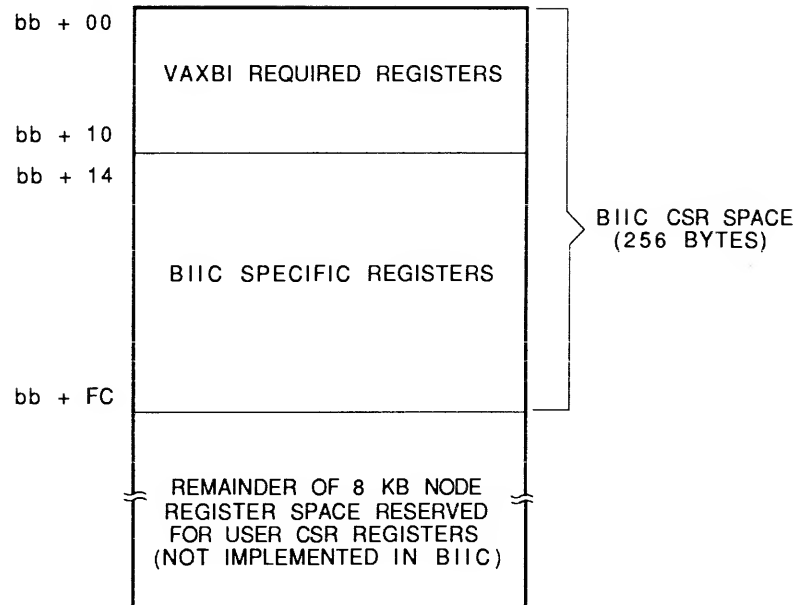 bb + 00
VAXBI REQUIRED REGISTERS
bb + 10
bb + 14
BIIC CSR SPACE
(256 BYTES)
BIIC SPECIFIC REGISTERS
bb + FC
REMAINDER OF 8 KB NODE
REGISTER SPACE RESERVED
FOR USER CSR REGISTERS
(NOT IMPLEMENTED IN BIIC)